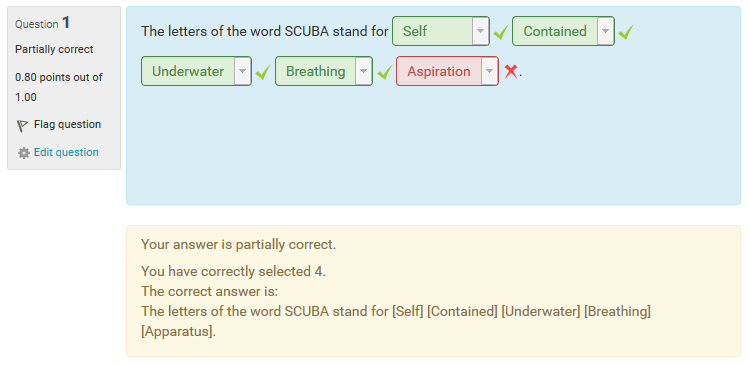 Question 1
Partially correct
0.80 points out of
1.00
Flag question
Edit question
The letters of the word SCUBA stand for Self Contained
Underwater Breathing Aspiration .
Your answer is partially correct.
You have correctly selected 4.
The correct answer is:
The letters of the word SCUBA stand for [Self] [Contained] [Underwater] [Breathing]
[Apparatus].